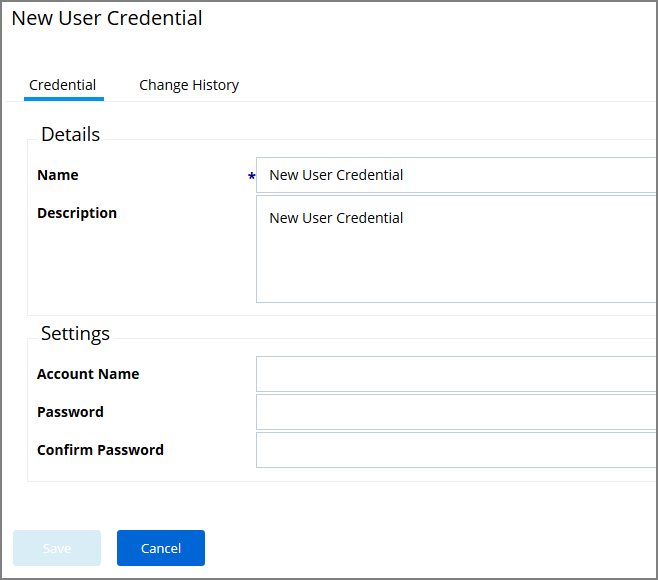 New User Credential
Credential Change History
Details
Name * New User Credential
Description New User Credential
Settings
Account Name
Password
Confirm Password
Save Cancel